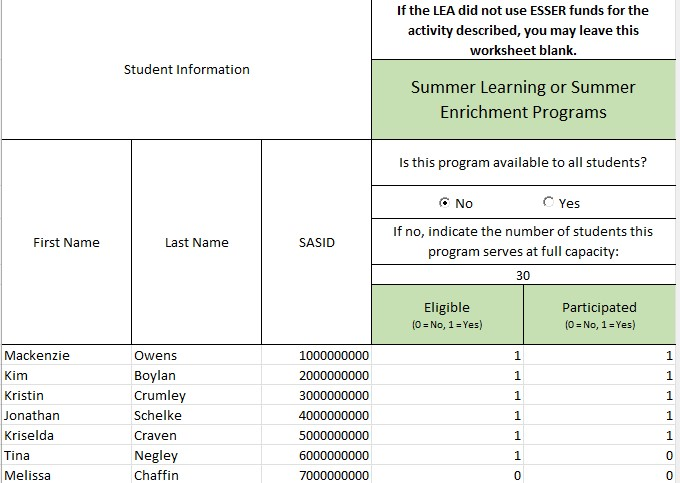 If the LEA did not use ESSER funds for the
activity described, you may leave this
worksheet blank.
Student Information
Summer Learning or Summer
Enrichment Programs
Is this program available to all students?
No Yes
If no, indicate the number of students this
program serves at full capacity:
30
First Name Last Name SASID
Eligible Participated
(0 = No, 1 = Yes) (0 = No, 1 = Yes)
Mackenzie Owens 1000000000 1 1
Kim Boylan 2000000000 1 1
Kristin Crumley 3000000000 1 1
Jonathan Schelke 4000000000 1 1
Kriselda Craven 5000000000 1 1
Tina Negley 6000000000 1 0
Melissa Chaffin 7000000000 0 0